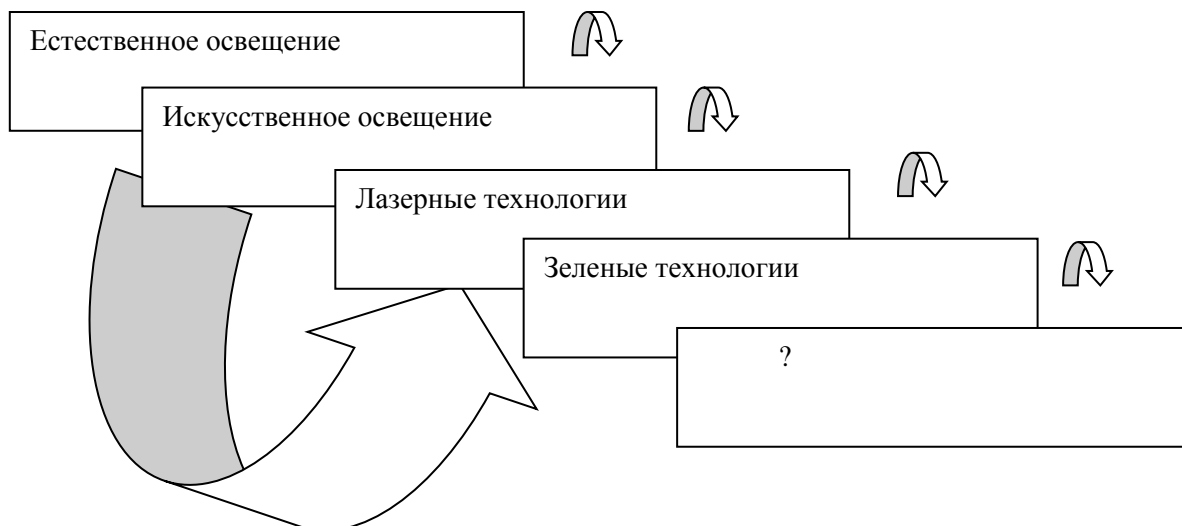 Естественное освещение
Искусственное освещение
Лазерные технологии
Зеленые технологии
?